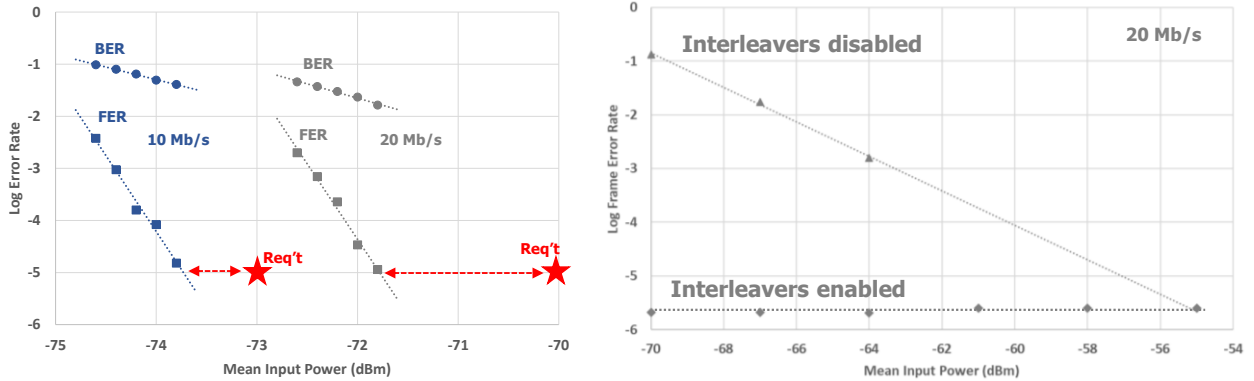 0
-1
-2
-3
-4
-5
-6
Log Error Rate
BER
FER
10 Mb/s
BER
FER
20 Mb/s
Req't
Req't
-75
-74
-73
-72
-71
-70
Mean Input Power (dBm)
0
-1
-2
-3
-4
-5
-6
Log Frame Error Rate
Interleavers disabled
20 Mb/s
Interleavers enabled
-70
-68
-66
-64
-62
-60
-58
-56
-54
Mean Input Power (dBm)